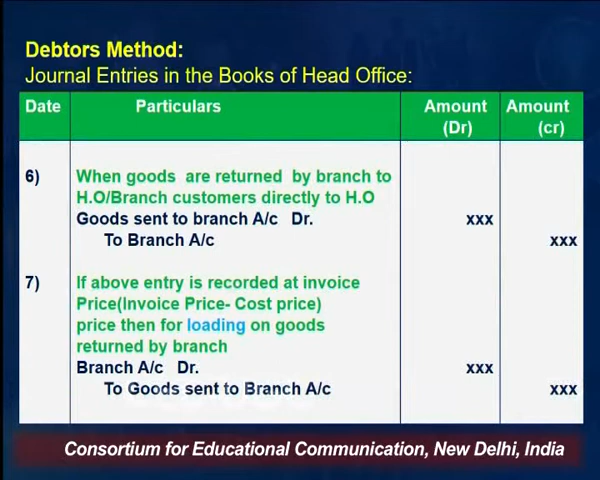 Debtors Method:
Journal Entries in the Books of Head Office:
Date Particulars Amount (Dr) Amount (cr)
6) When goods are returned by branch to
H.O/Branch customers directly to H.O
Goods sent to branch A/c Dr. xxx
To Branch A/c xxx
7) If above entry is recorded at invoice
Price(Invoice Price- Cost price)
price then for loading on goods
returned by branch
Branch A/c Dr. xxx
To Goods sent to Branch A/c xxx
Consortium for Educational Communication, New Delhi, India